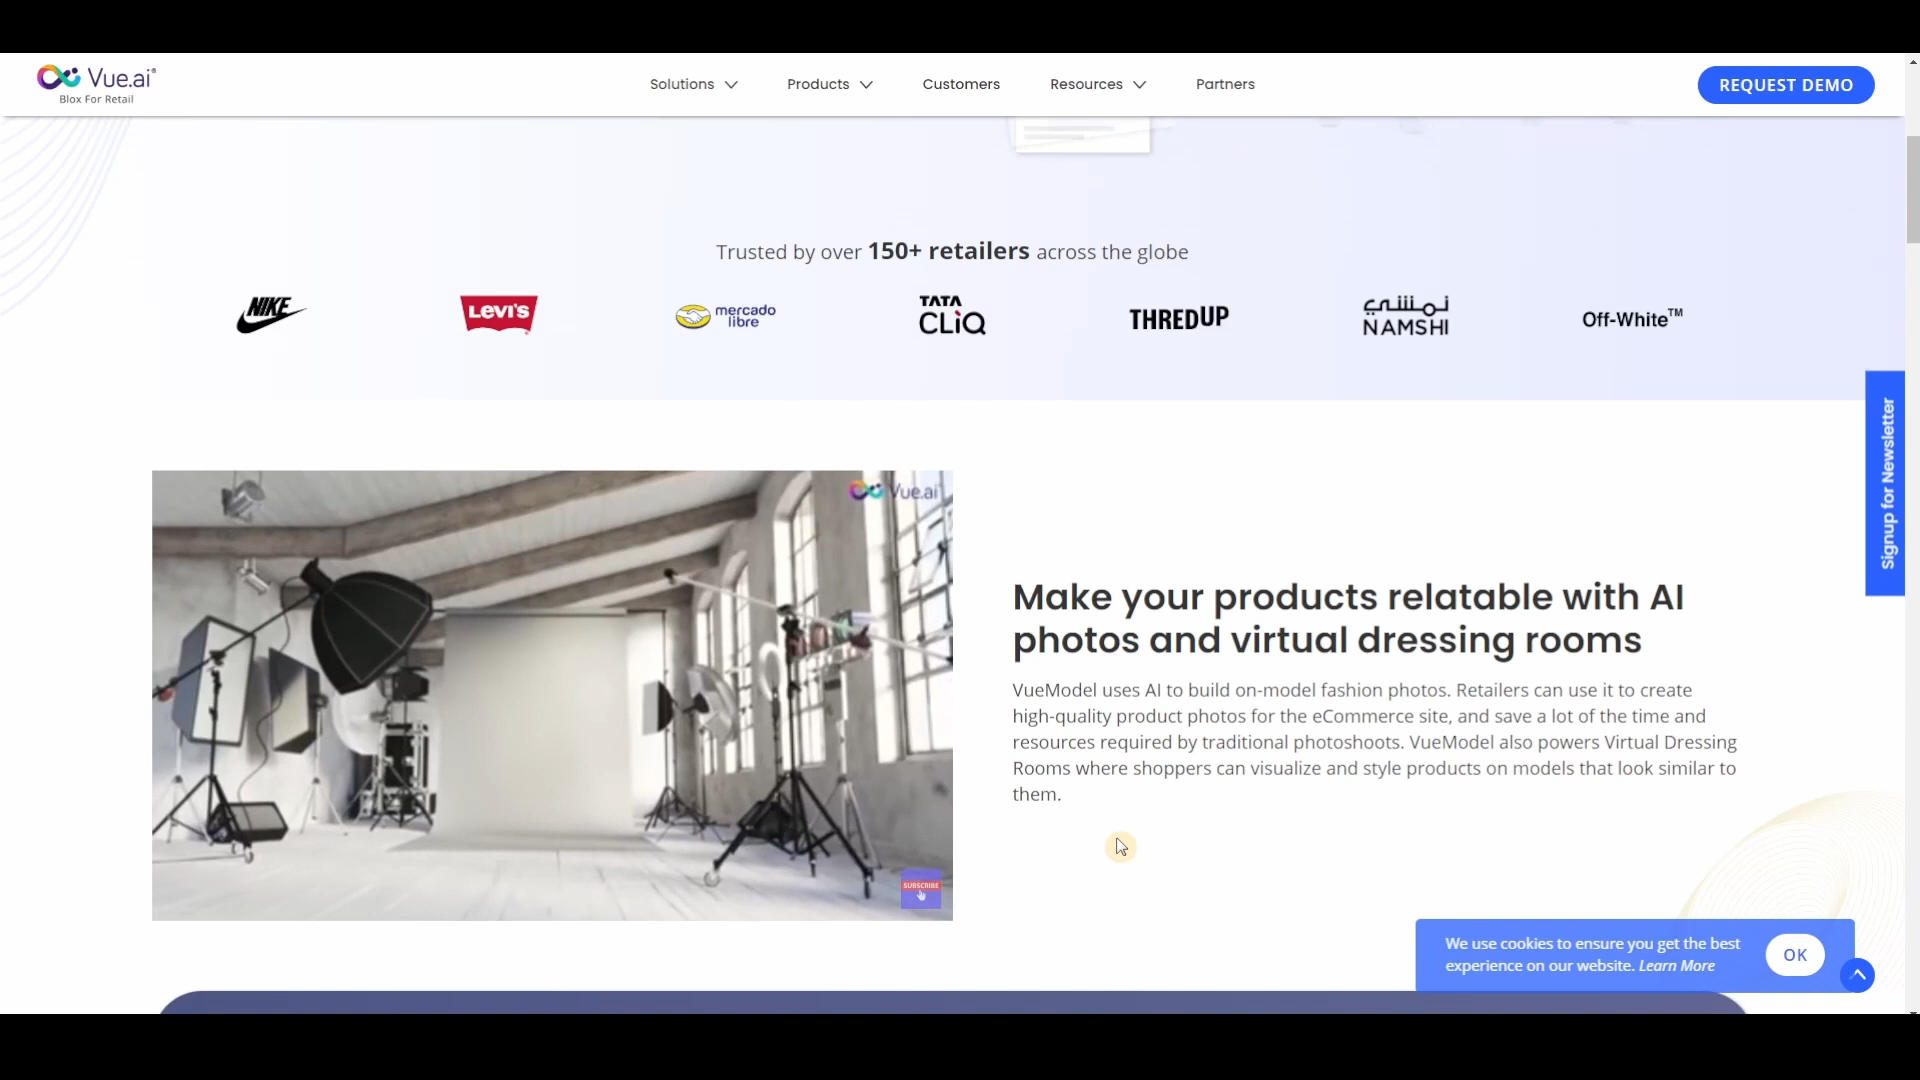 Vue.ai®
Blox For Retail
Solutions
Products
Customers
Resources
Partners
REQUEST DEMO
Trusted by over 150+ retailers across the globe
NIKE
LEVI'S
mercado
libre
TATA
CLiQ
THREDUP
نمشي
NAMSHI
Off-White™
Signup for Newsletter
Vue.ai
SUBSCRIBE
Make your products relatable with AI
photos and virtual dressing rooms
VueModel uses AI to build on-model fashion photos. Retailers can use it to create
high-quality product photos for the eCommerce site, and save a lot of the time and
resources required by traditional photoshoots. VueModel also powers Virtual Dressing
Rooms where shoppers can visualize and style products on models that look similar to
them.
We use cookies to ensure you get the best
experience on our website. Learn More
OK